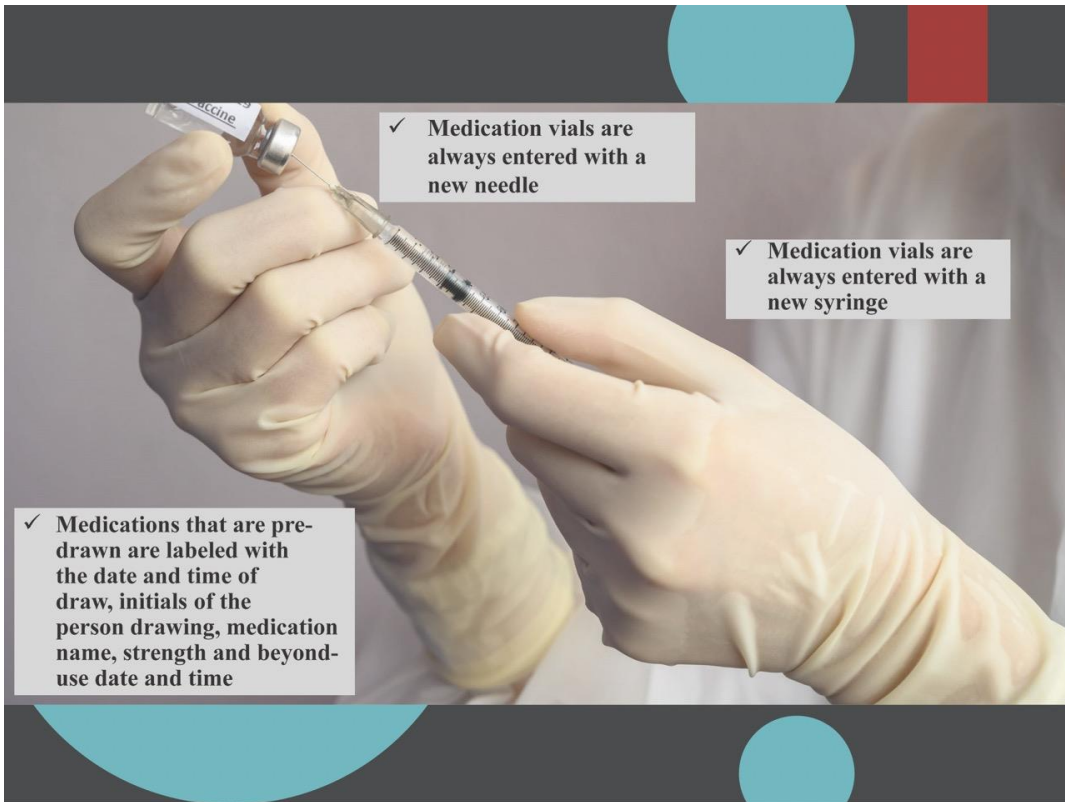 accine
✓ Medication vials are
always entered with a
new needle
✓ Medication vials are
always entered with a
new syringe
✓ Medications that are pre-
drawn are labeled with
the date and time of
draw, initials of the
person drawing, medication
name, strength and beyond-
use date and time